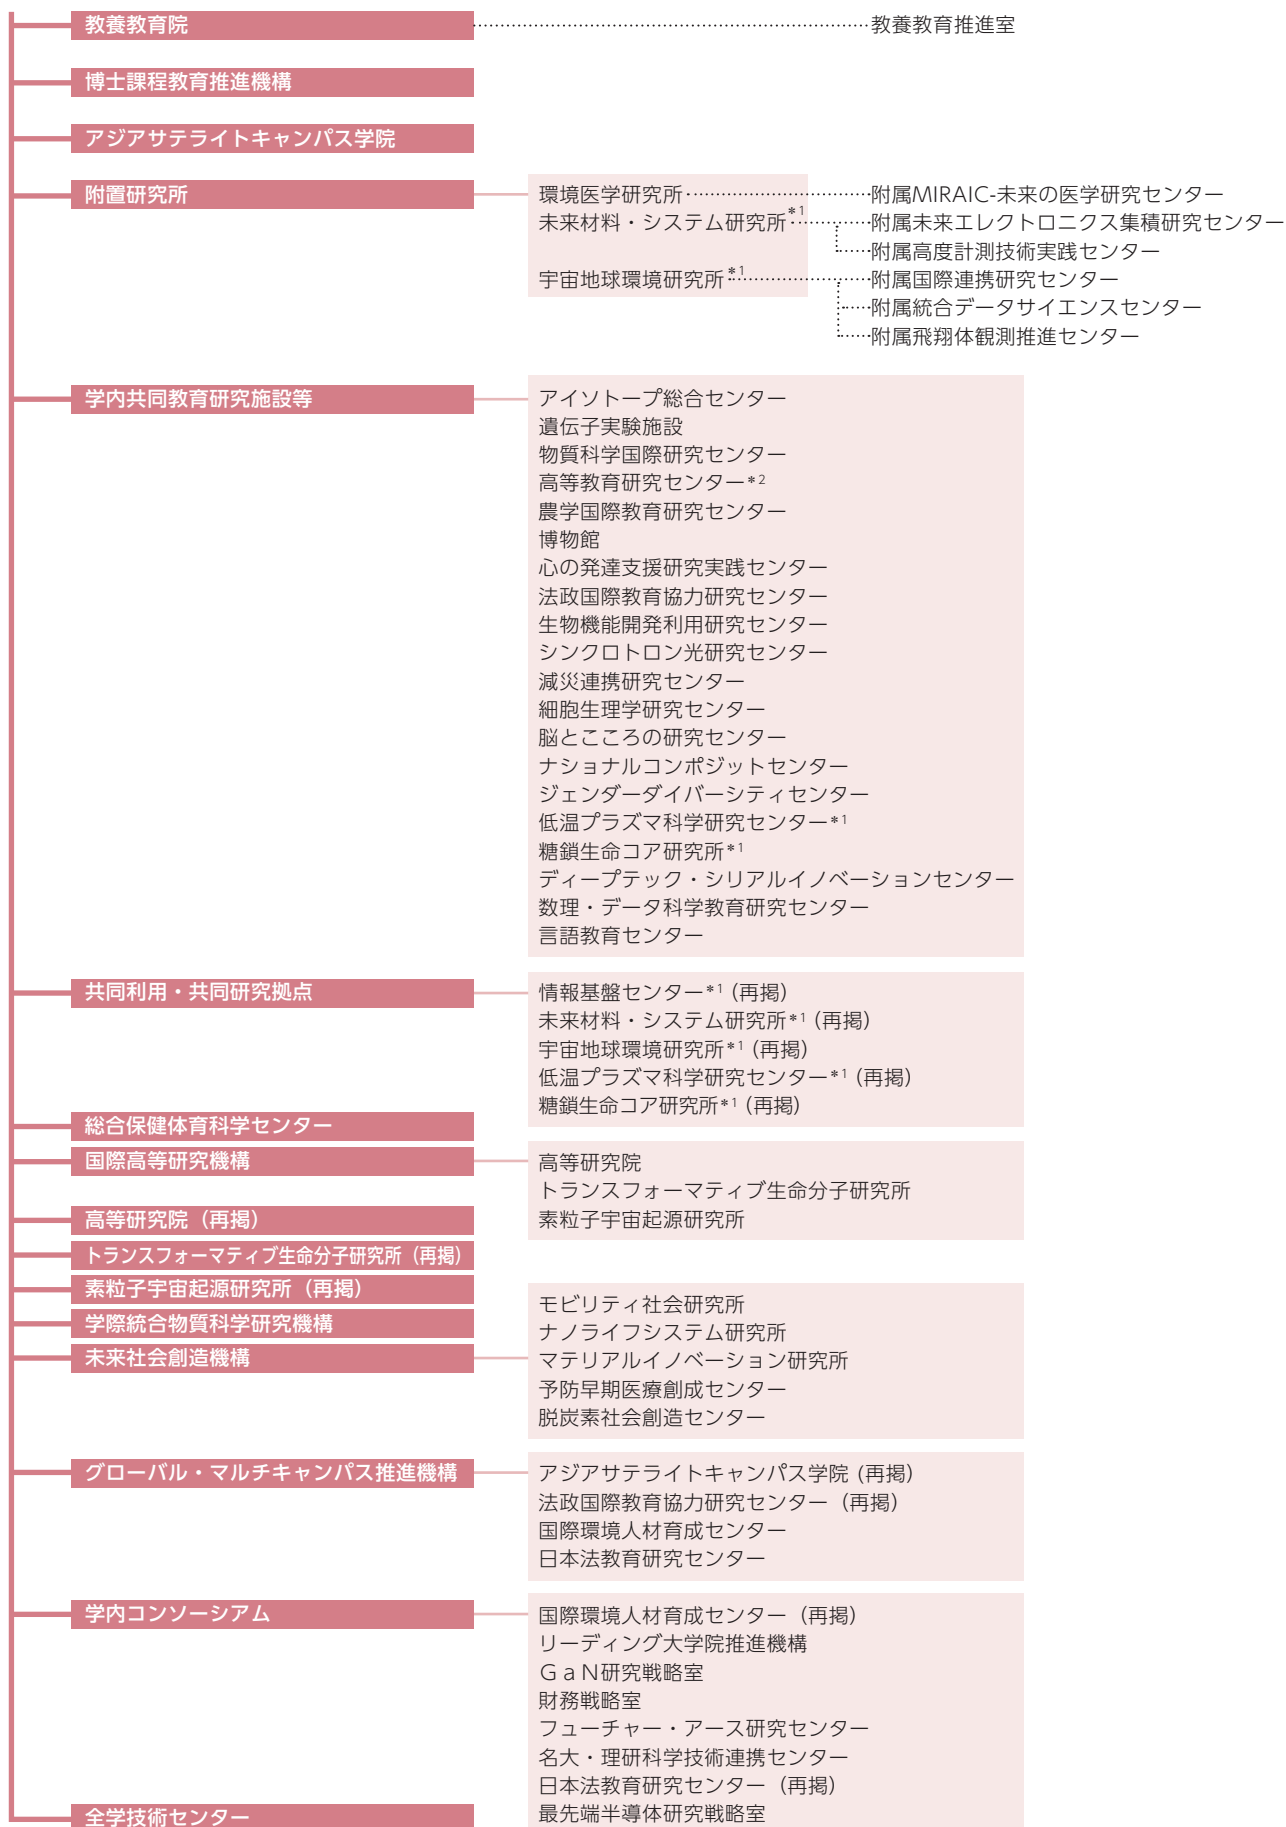 教養教育院
教養教育推進室
博士課程教育推進機構
アジアサテライトキャンパス学院
附置研究所
環境医学研究所
附属MIRAIC-未来の医学研究センター
未来材料・システム研究所*1
附属未来エレクトロニクス集積研究センター
附属高度計測技術実践センター
宇宙地球環境研究所*1
附属国際連携研究センター
附属統合データサイエンスセンター
附属飛翔体観測推進センター
学内共同教育研究施設等
アイソトープ総合センター
遺伝子実験施設
物質科学国際研究センター
高等教育研究センター*2
農学国際教育研究センター
博物館
心の発達支援研究実践センター
法政国際教育協力研究センター
生物機能開発利用研究センター
シンクロトロン光研究センター
減災連携研究センター
細胞生理学研究センター
脳とこころの研究センター
ナショナルコンポジットセンター
ジェンダーダイバーシティセンター
低温プラズマ科学研究センター*1
糖鎖生命コア研究所*1
ディープテック・シリアルイノベーションセンター
数理・データ科学教育研究センター
言語教育センター
共同利用・共同研究拠点
情報基盤センター*1 (再掲)
未来材料・システム研究所*1 (再掲)
宇宙地球環境研究所*1 (再掲)
低温プラズマ科学研究センター*1 (再掲)
糖鎖生命コア研究所*1 (再掲)
総合保健体育科学センター
国際高等研究機構
高等研究院
トランスフォーマティブ生命分子研究所
素粒子宇宙起源研究所
高等研究院（再掲）
トランスフォーマティブ生命分子研究所（再掲）
素粒子宇宙起源研究所（再掲）
学際統合物質科学研究機構
未来社会創造機構
モビリティ社会研究所
ナノライフシステム研究所
マテリアルイノベーション研究所
予防早期医療創成センター
脱炭素社会創造センター
グローバル・マルチキャンパス推進機構
アジアサテライトキャンパス学院 (再掲)
法政国際教育協力研究センター（再掲）
国際環境人材育成センター
日本法教育研究センター
学内コンソーシアム
国際環境人材育成センター（再掲）
リーディング大学院推進機構
ＧａＮ研究戦略室
財務戦略室
フューチャー・アース研究センター
名大・理研科学技術連携センター
日本法教育研究センター（再掲）
最先端半導体研究戦略室
全学技術センター